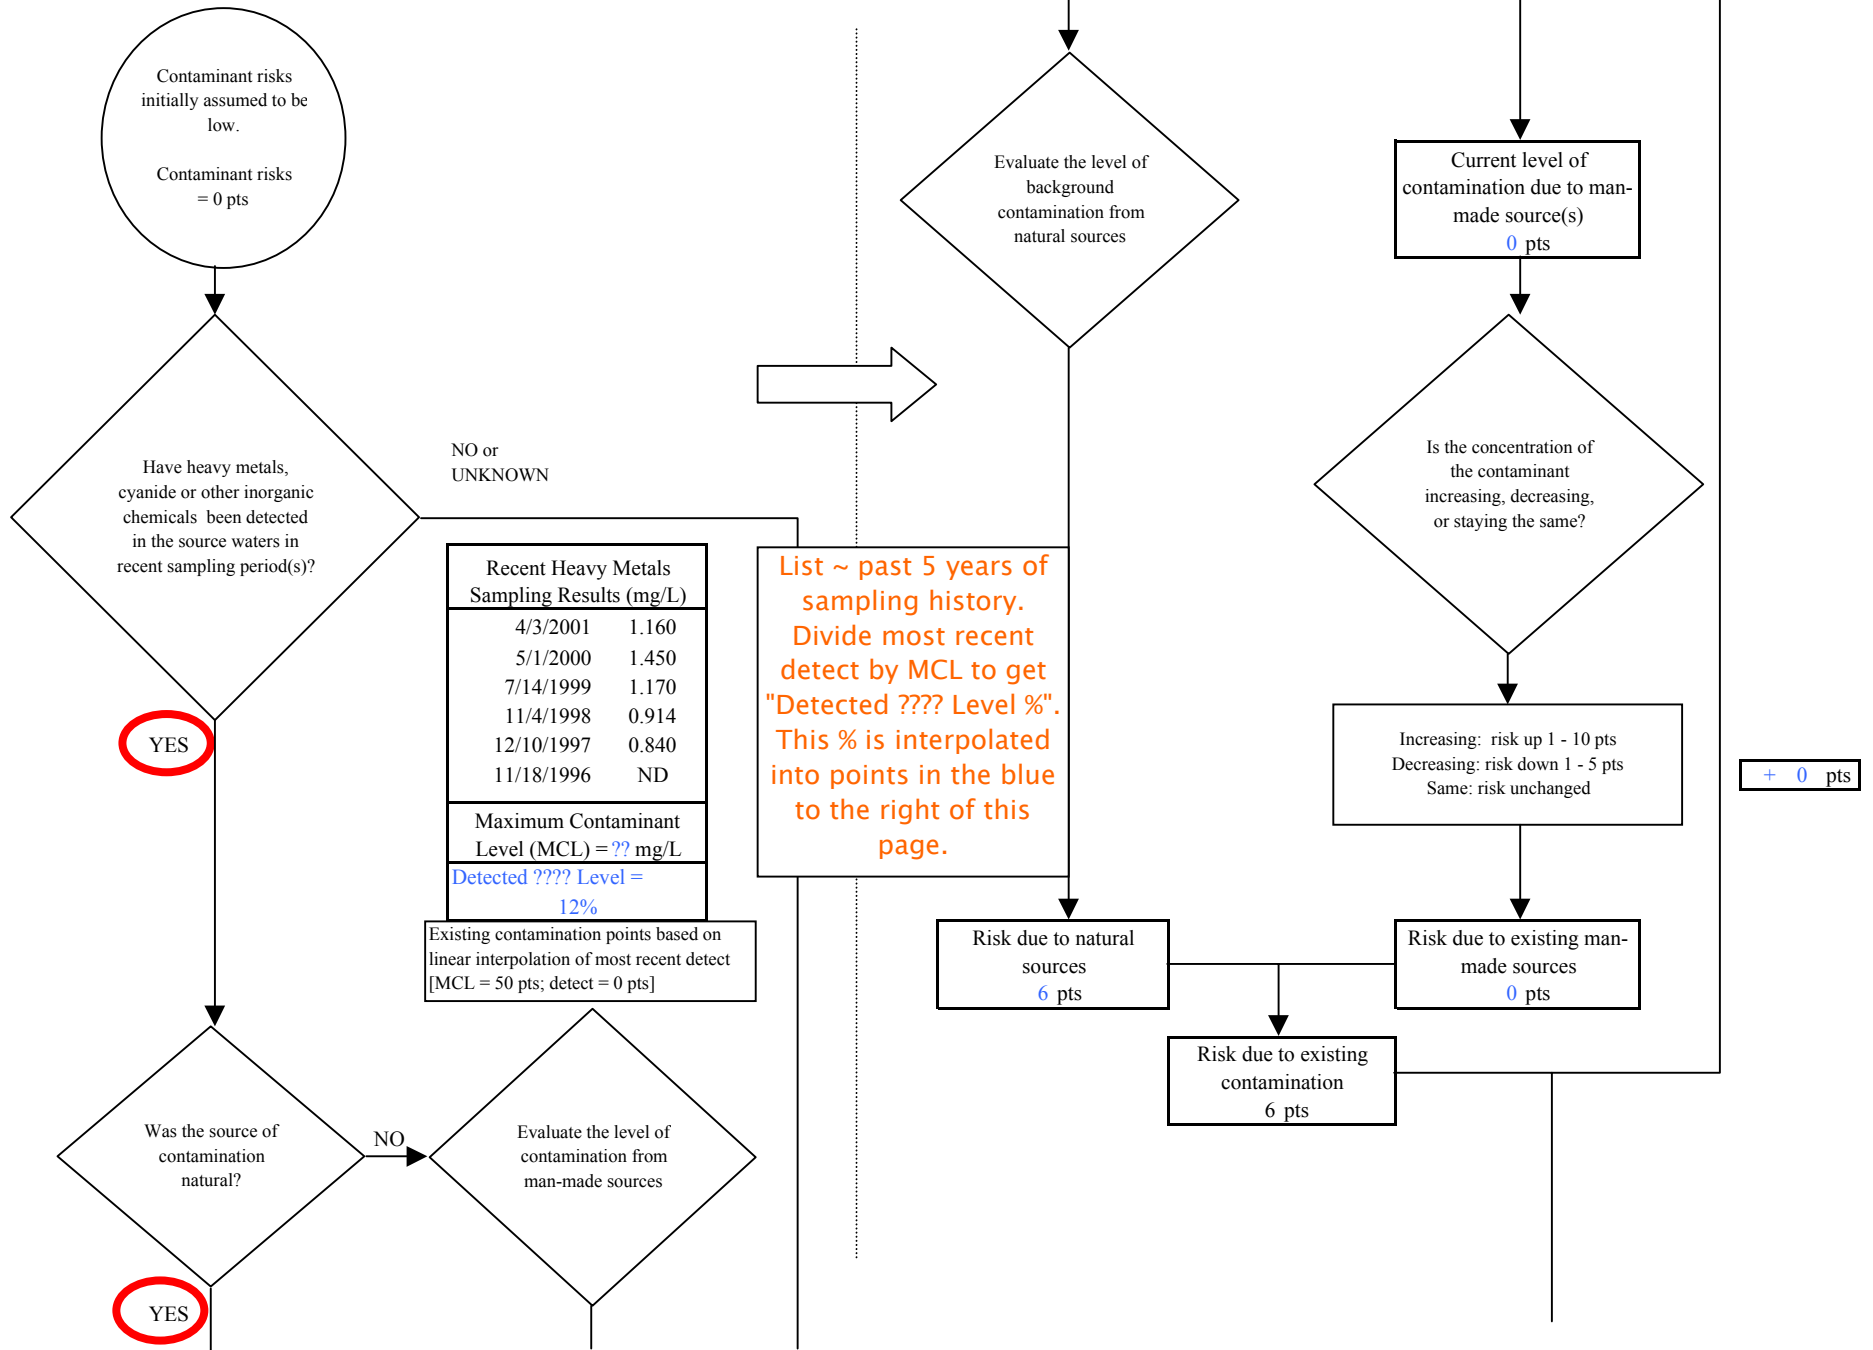 Contaminant risks
initially assumed to be
low.
Contaminant risks
= 0 pts
Have heavy metals,
cyanide or other inorganic
chemicals  been detected
in the source waters in
recent sampling period(s)?
NO or
UNKNOWN
YES
Recent Heavy Metals
Sampling Results (mg/L)
4/3/2001 1.160
5/1/2000 1.450
7/14/1999 1.170
11/4/1998 0.914
12/10/1997 0.840
11/18/1996 ND
Maximum Contaminant
Level (MCL) = ?? mg/L
Detected ???? Level =
12%
Existing contamination points based on
linear interpolation of most recent detect
[MCL = 50 pts; detect = 0 pts]
Was the source of
contamination
natural?
NO
Evaluate the level of
contamination from
man-made sources
YES
List ~ past 5 years of
sampling history.
Divide most recent
detect by MCL to get
"Detected ???? Level %".
This % is interpolated
into points in the blue
to the right of this
page.
Evaluate the level of
background
contamination from
natural sources
Risk due to natural
sources
6 pts
Current level of
contamination due to man-
made source(s)
0 pts
Is the concentration of
the contaminant
increasing, decreasing,
or staying the same?
Increasing:  risk up 1 - 10 pts
Decreasing: risk down 1 - 5 pts
Same: risk unchanged
Risk due to existing man-
made sources
0 pts
Risk due to existing
contamination
6 pts
+ 0 pts